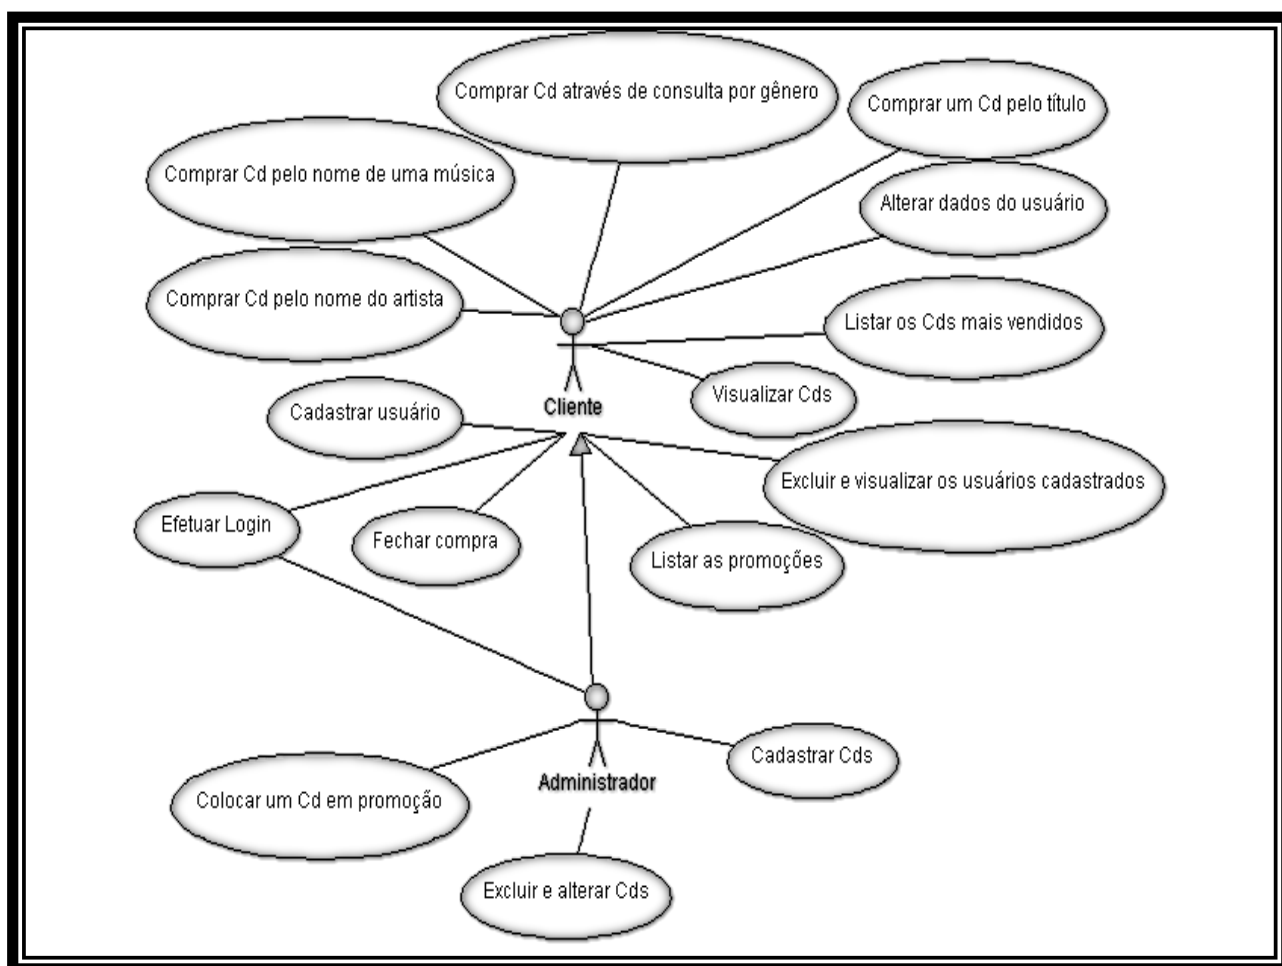 Comprar Cd através de consulta por gênero
Comprar um Cd pelo título
Comprar Cd pelo nome de uma música
Alterar dados do usuário
Comprar Cd pelo nome do artista
Listar os Cds mais vendidos
Visualizar Cds
Cliente
Cadastrar usuário
Excluir e visualizar os usuários cadastrados
Efetuar Login
Fechar compra
Listar as promoções
Cadastrar Cds
Administrador
Colocar um Cd em promoção
Excluir e alterar Cds